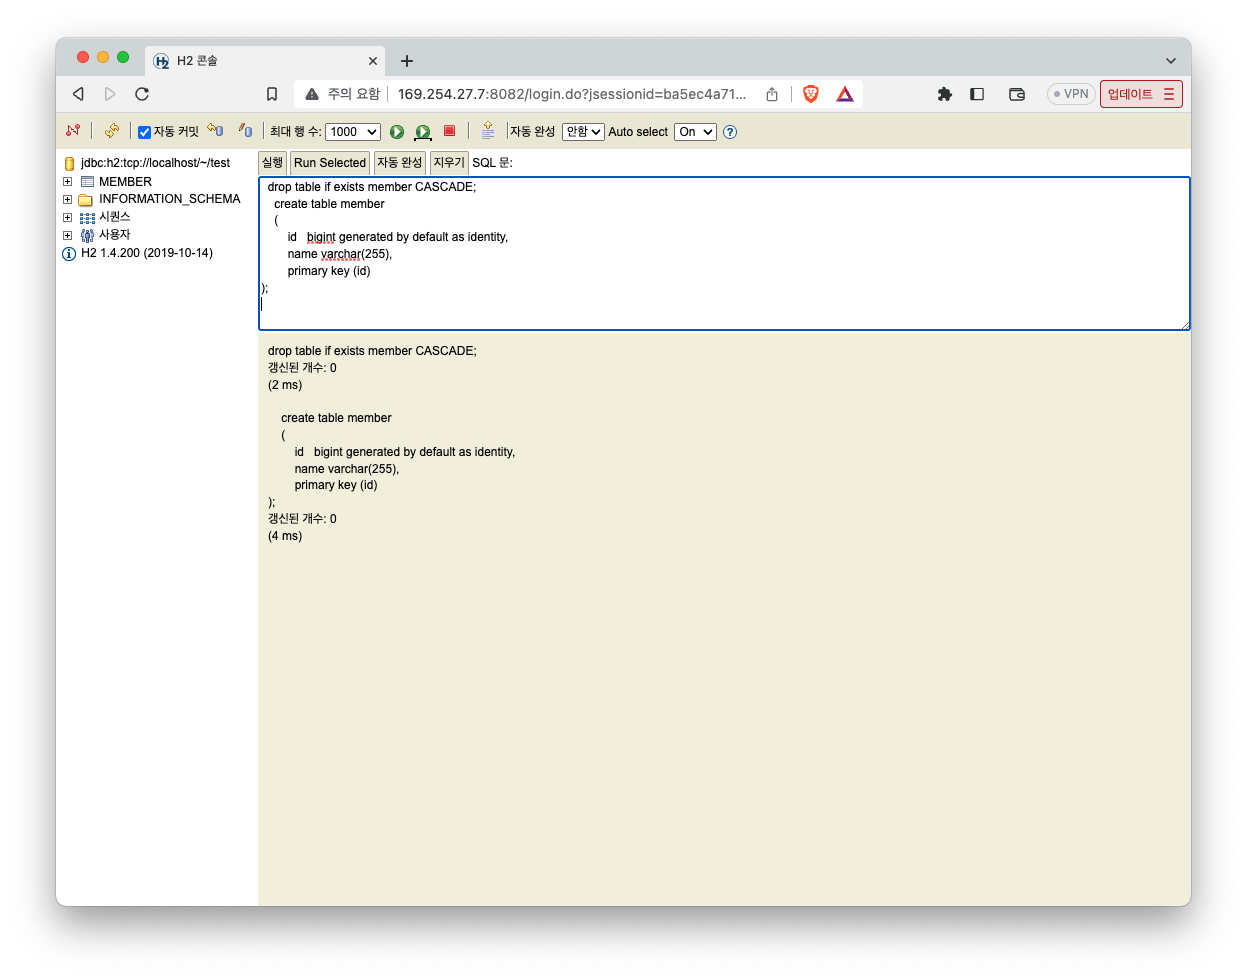 H2 콘솔
주의 요함
169.254.27.7:8082/login.do?jsessionid=ba5ec4a71...
VPN
업데이트
자동 커밋
최대 행 수: 1000
자동 완성 안함
Auto select On
jdbc:h2:tcp://localhost/~/test
MEMBER
INFORMATION_SCHEMA
시퀀스
사용자
H2 1.4.200 (2019-10-14)
실행 Run Selected 자동 완성 지우기 SQL 문:
drop table if exists member CASCADE;
create table member
(
id bigint generated by default as identity,
name varchar(255),
primary key (id)
);
drop table if exists member CASCADE;
갱신된 개수: 0
(2 ms)
create table member
(
id bigint generated by default as identity,
name varchar(255),
primary key (id)
);
갱신된 개수: 0
(4 ms)